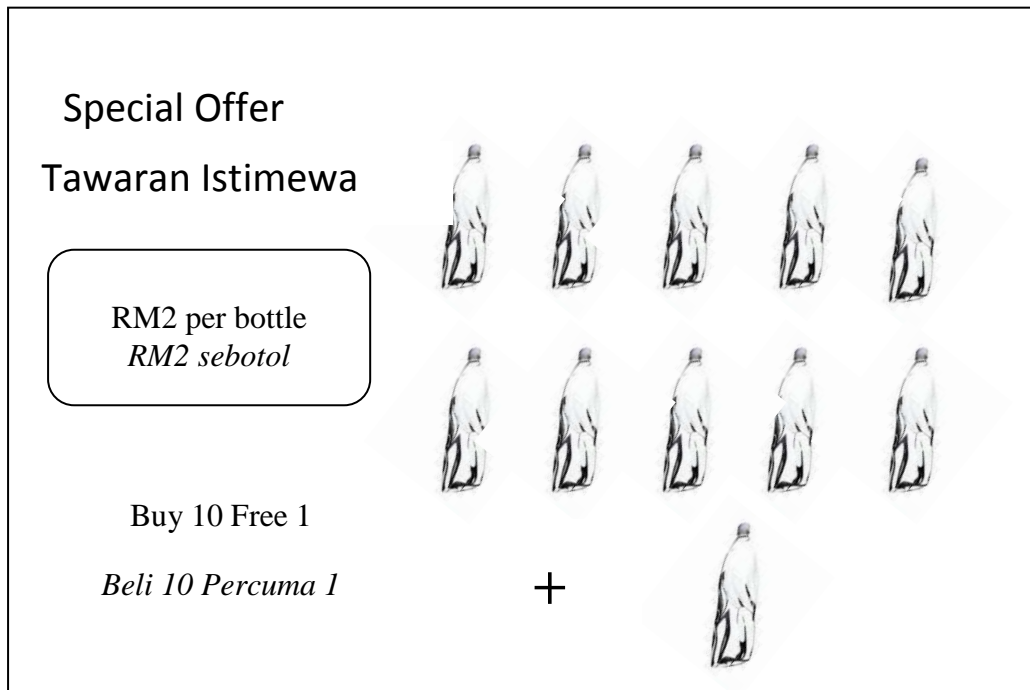 Special Offer
Tawaran Istimewa
RM2 per bottle
RM2 sebotol
Buy 10 Free 1
Beli 10 Percuma 1
+